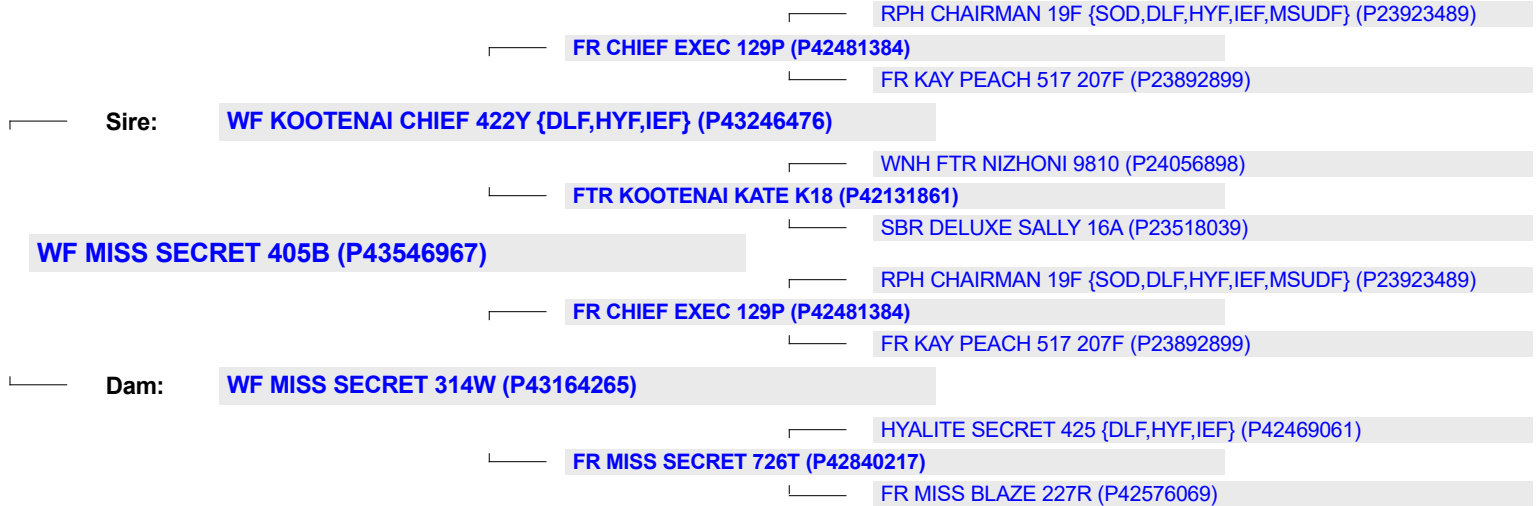 RPH CHAIRMAN 19F {SOD,DLF,HYF,IEF,MSUDF} (P23923489)
FR CHIEF EXEC 129P (P42481384)
FR KAY PEACH 517 207F (P23892899)
Sire: WF KOOTENAI CHIEF 422Y {DLF,HYF,IEF} (P43246476)
WNH FTR NIZHONI 9810 (P24056898)
FTR KOOTENAI KATE K18 (P42131861)
SBR DELUXE SALLY 16A (P23518039)
WF MISS SECRET 405B (P43546967)
RPH CHAIRMAN 19F {SOD,DLF,HYF,IEF,MSUDF} (P23923489)
FR CHIEF EXEC 129P (P42481384)
FR KAY PEACH 517 207F (P23892899)
Dam: WF MISS SECRET 314W (P43164265)
HYALITE SECRET 425 {DLF,HYF,IEF} (P42469061)
FR MISS SECRET 726T (P42840217)
FR MISS BLAZE 227R (P42576069)